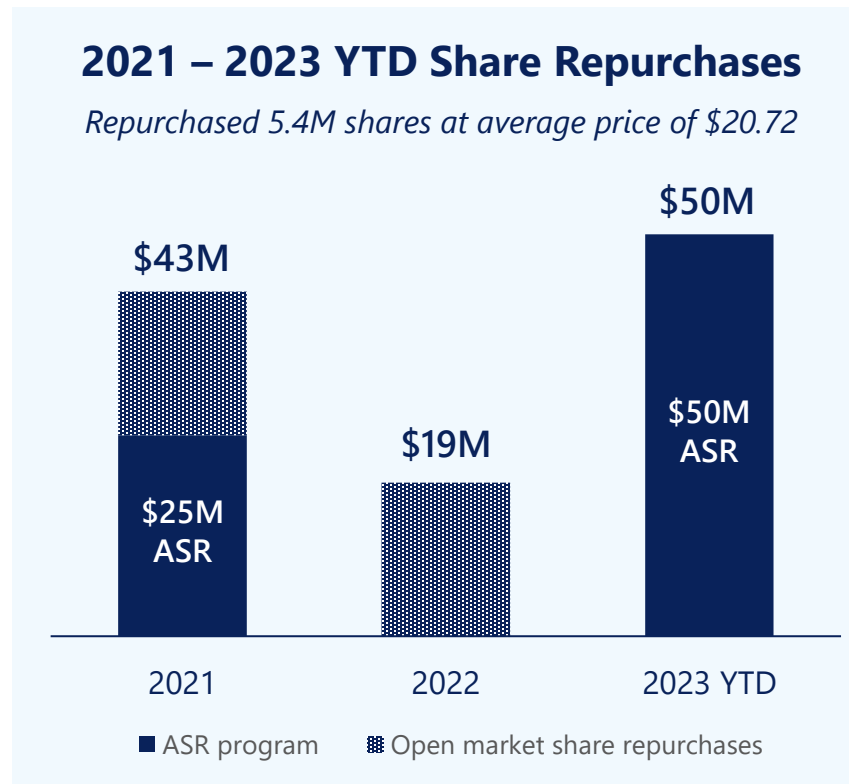 2021 – 2023 YTD Share Repurchases
Repurchased 5.4M shares at average price of $20.72
$50M
$43M
$19M
$50M
ASR
$25M
ASR
2021
2022
2023 YTD
ASR program
Open market share repurchases